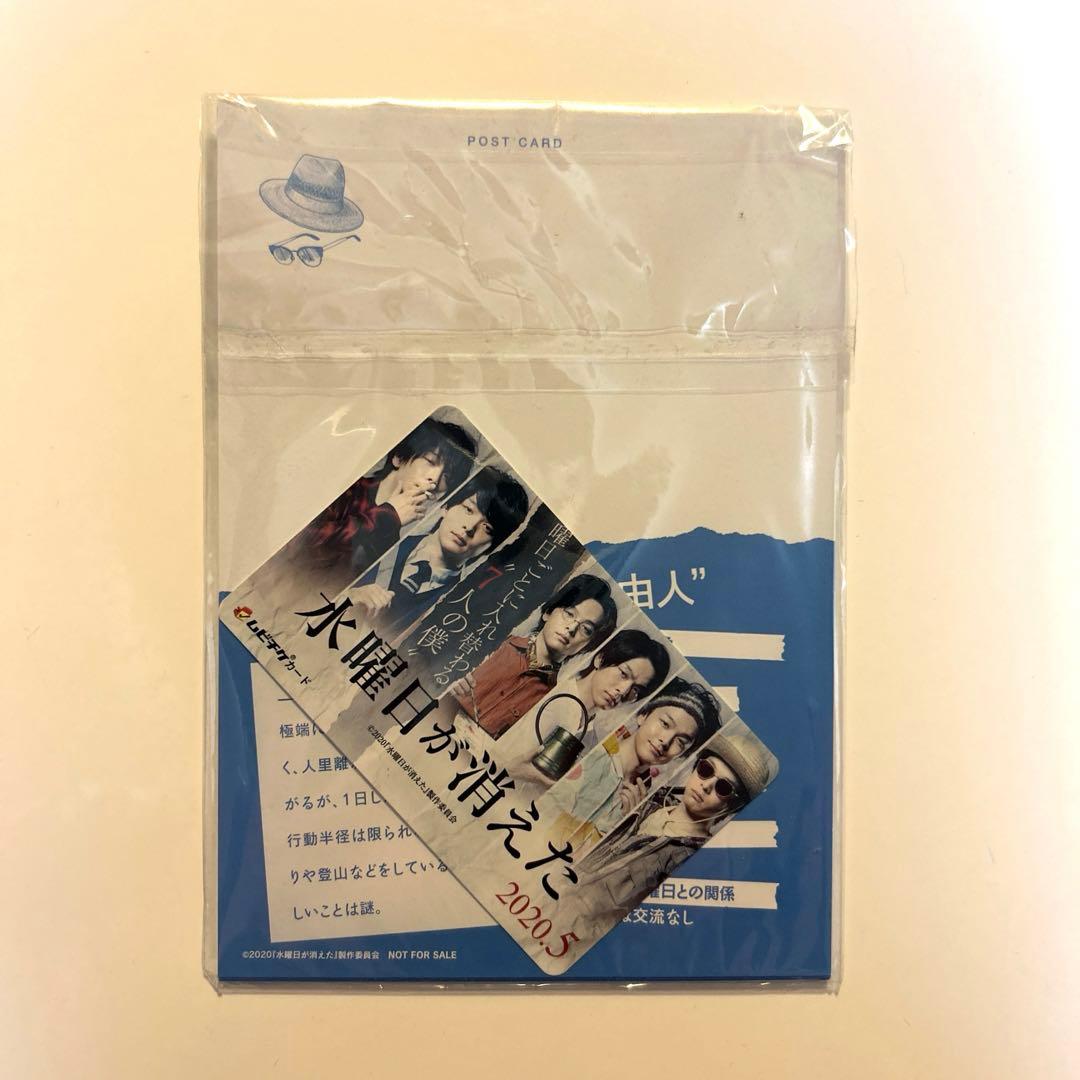 POST CARD
曜日ごとに入れ替わる
"7人の僕"
ムビチケ®カード
水曜日が消えた
©2020『水曜日が消えた』製作委員会
2020.5
由人”
極端に
く、人里離
がるが、1日し
行動半径は限られ
りや登山などをしている
しいことは謎。
曜日との関係
な交流なし
©2020『水曜日が消えた』製作委員会 NOT FOR SALE